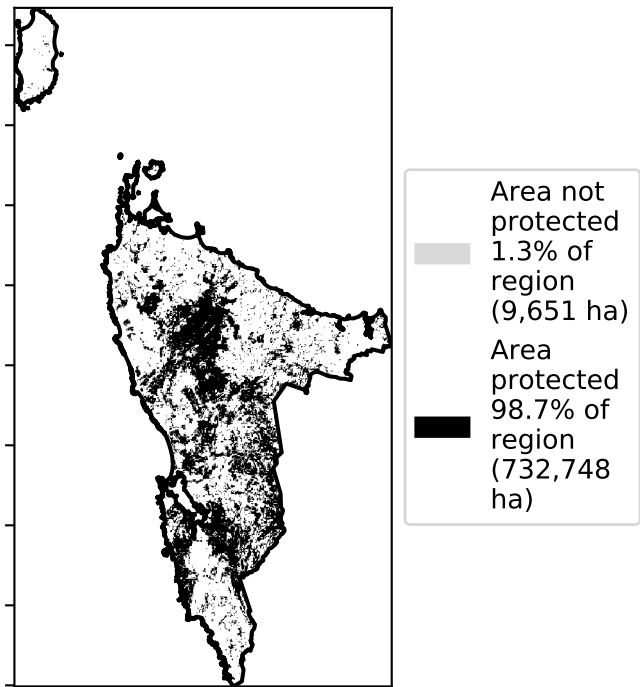 Area not
protected
1.3% of
region
(9,651 ha)
Area
protected
98.7% of
region
(732,748
ha)